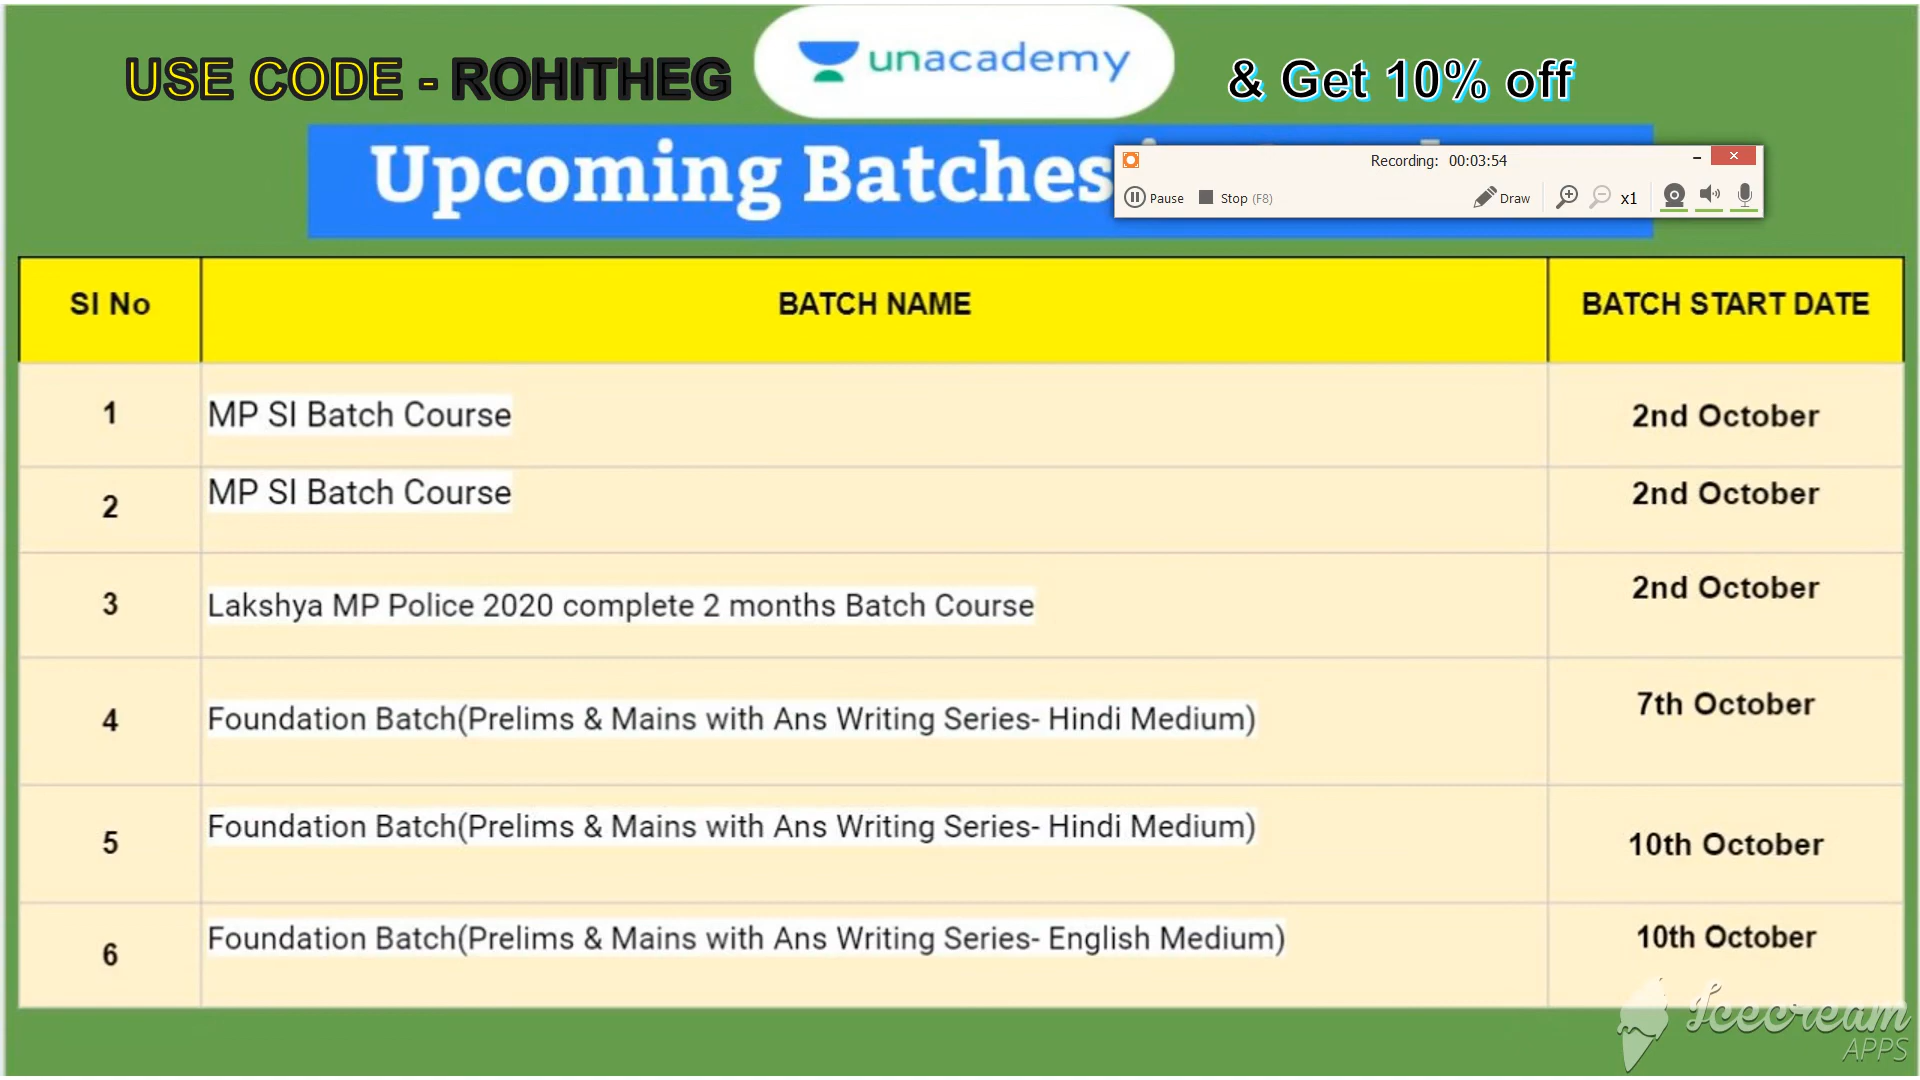 USE CODE - ROHITHEG
unacademy
& Get 10% off
Upcoming Batches
Recording: 00:03:54
Pause Stop (F8) Draw x1
SI No BATCH NAME BATCH START DATE
1 MP SI Batch Course 2nd October
2 MP SI Batch Course 2nd October
3 Lakshya MP Police 2020 complete 2 months Batch Course 2nd October
4 Foundation Batch(Prelims & Mains with Ans Writing Series- Hindi Medium) 7th October
5 Foundation Batch(Prelims & Mains with Ans Writing Series- Hindi Medium) 10th October
6 Foundation Batch(Prelims & Mains with Ans Writing Series- English Medium) 10th October
Icecream
APPS